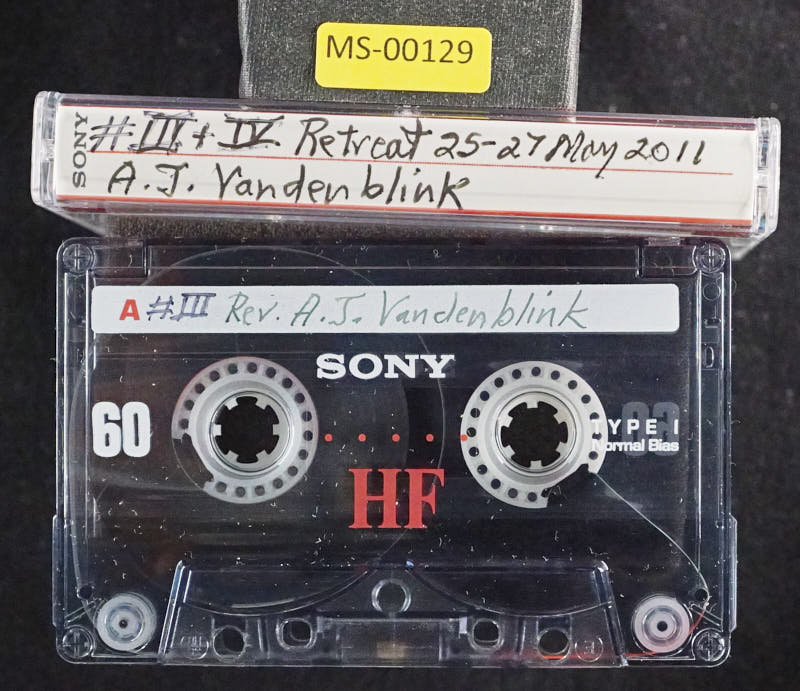 MS-00129
SONY
#III + IV Retreat 25-27 May 2011
A.J. Vandenblink
A #III Rev. A.J. Vandenblink
SONY
60
TYPE I
Normal Bias
HF